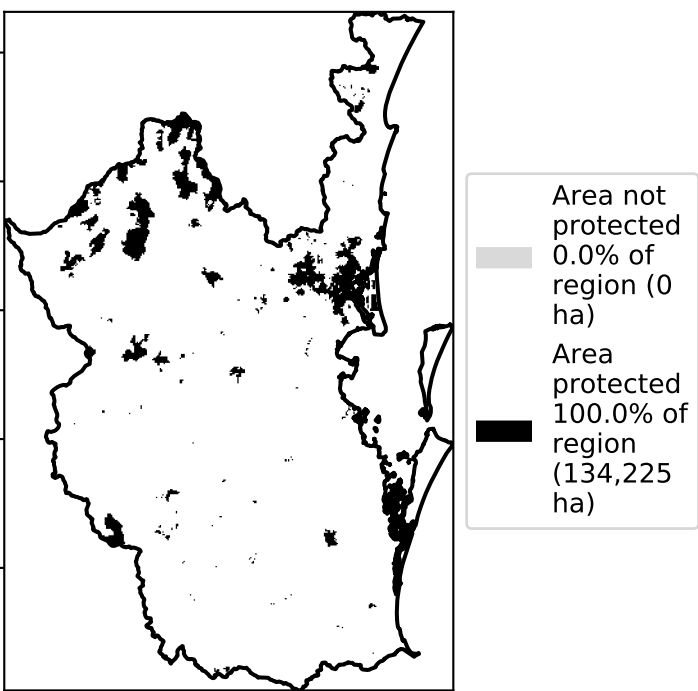 Area not
protected
0.0% of
region (0
ha)
Area
protected
100.0% of
region
(134,225
ha)